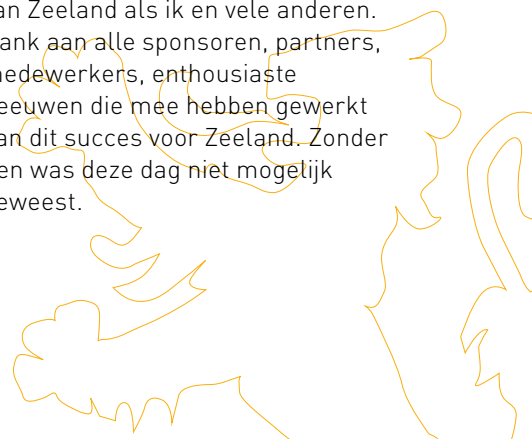 an Zeeland als ik en vele anderen.
ank aan alle sponsoren, partners,
edewerkers, enthousiaste
eeuwen die mee hebben gewerkt
an dit succes voor Zeeland. Zonder
en was deze dag niet mogelijk
eweest.